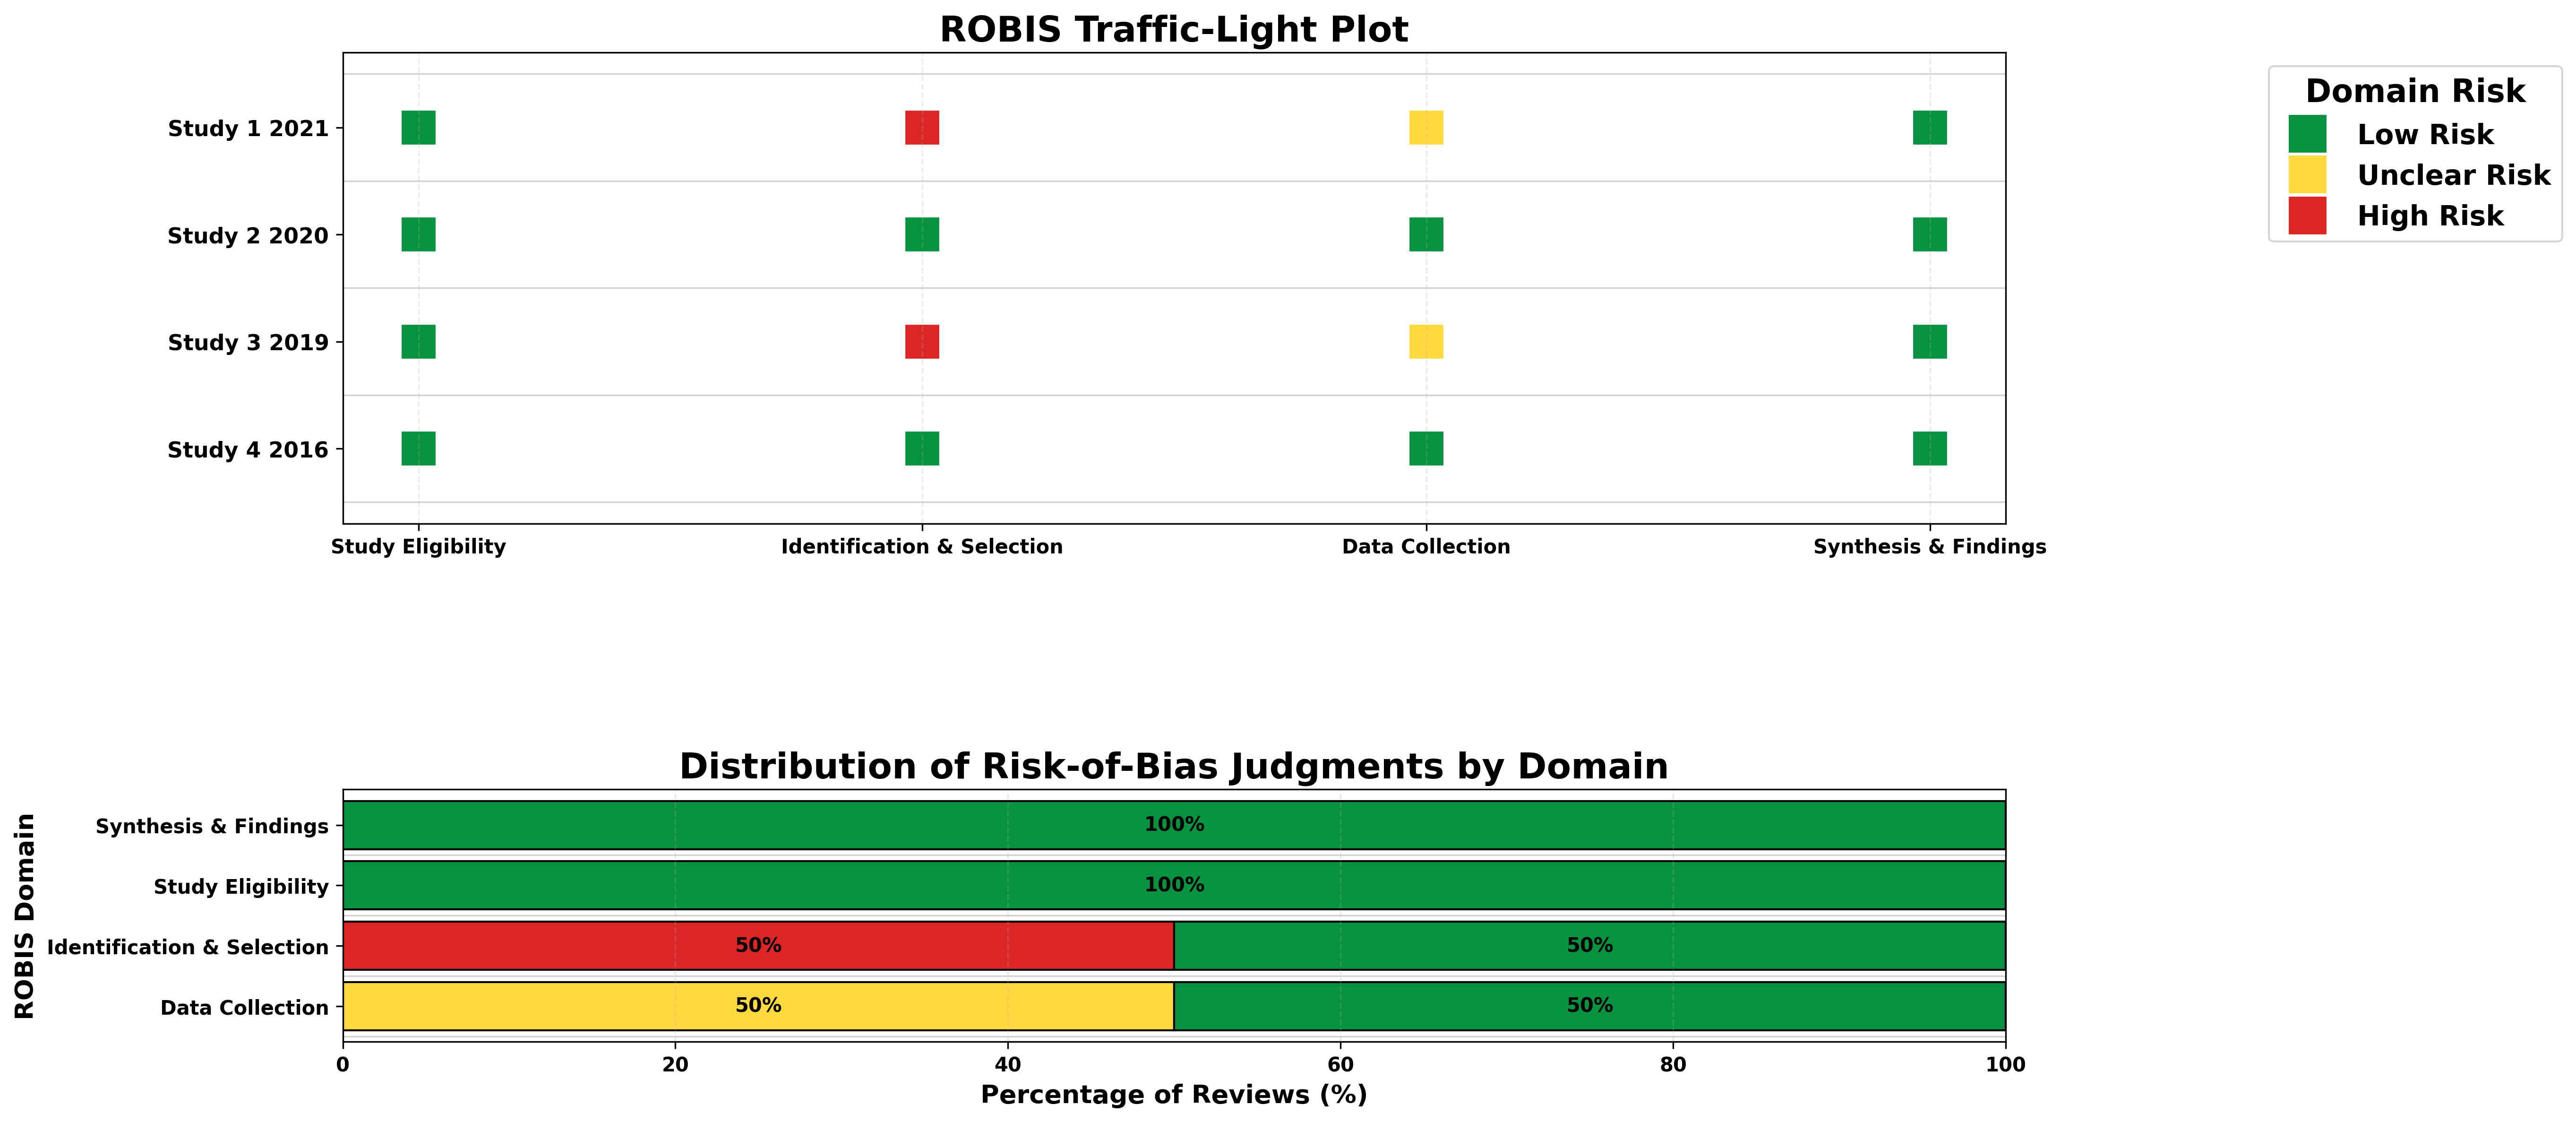 ROBIS Traffic-Light Plot
Study 1 2021
Study 2 2020
Study 3 2019
Study 4 2016
Study Eligibility
Identification & Selection
Data Collection
Synthesis & Findings
Domain Risk
Low Risk
Unclear Risk
High Risk
Distribution of Risk-of-Bias Judgments by Domain
ROBIS Domain
Synthesis & Findings
100%
Study Eligibility
100%
Identification & Selection
50%
50%
Data Collection
50%
50%
0
20
40
60
80
100
Percentage of Reviews (%)